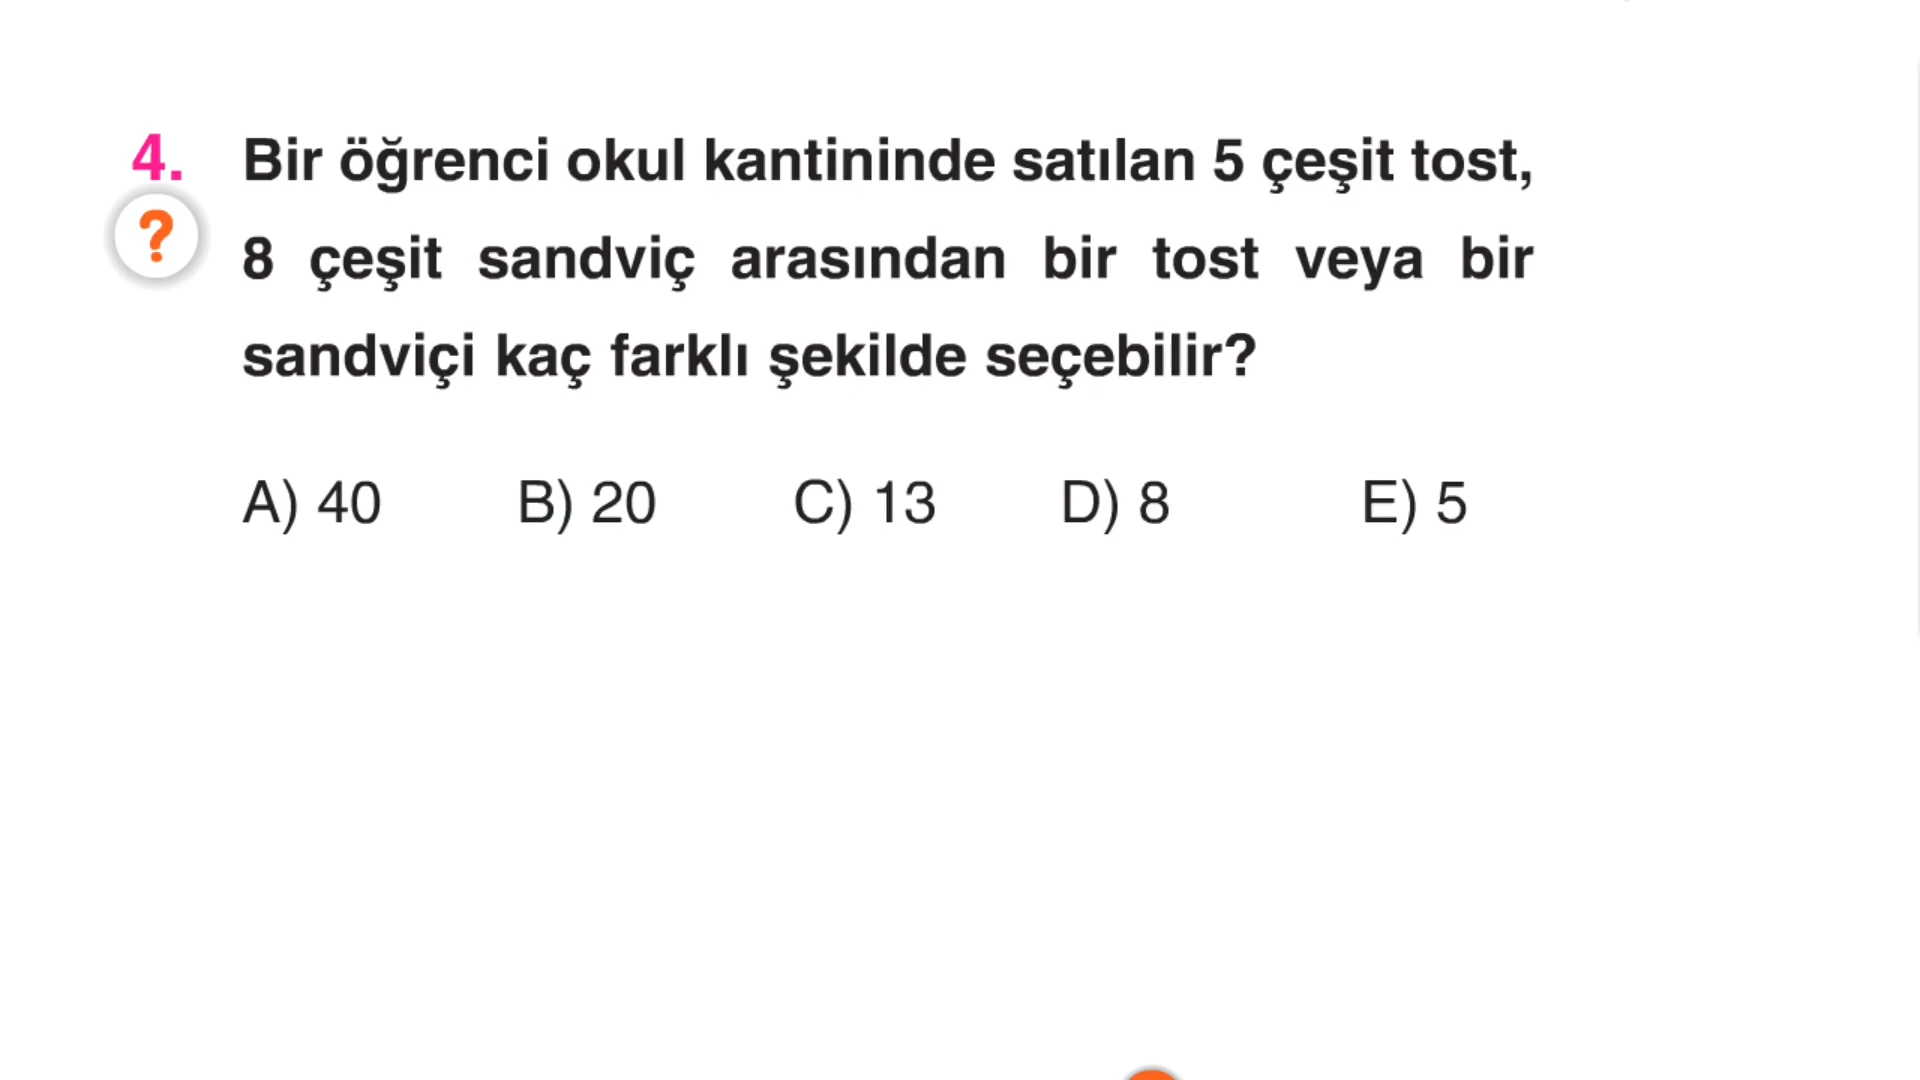 4. Bir öğrenci okul kantininde satılan 5 çeşit tost,
?
8 çeşit sandviç arasından bir tost veya bir
sandviçi kaç farklı şekilde seçebilir?
A) 40 B) 20 C) 13 D) 8 E) 5